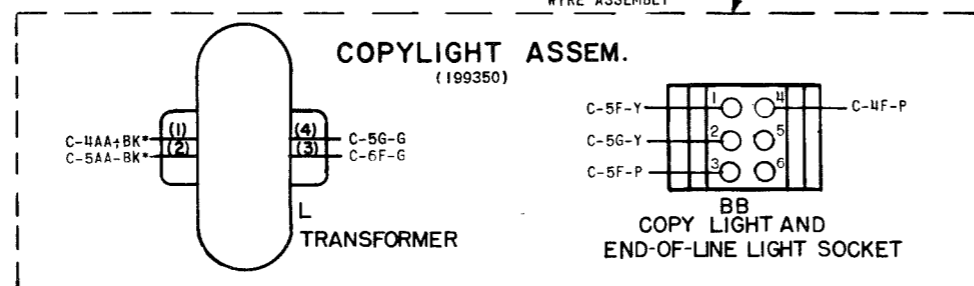 WIRE ASSEMBLY
COPYLIGHT ASSEM.
(199350)
C-4AA-BK*
C-5AA-BK*
(1)
(2)
(4)
(3)
C-5G-G
C-6F-G
L
TRANSFORMER
C-5F-Y
C-5G-Y
C-5F-P
1
2
3
4
5
6
C-4F-P
BB
COPY LIGHT AND
END-OF-LINE LIGHT SOCKET